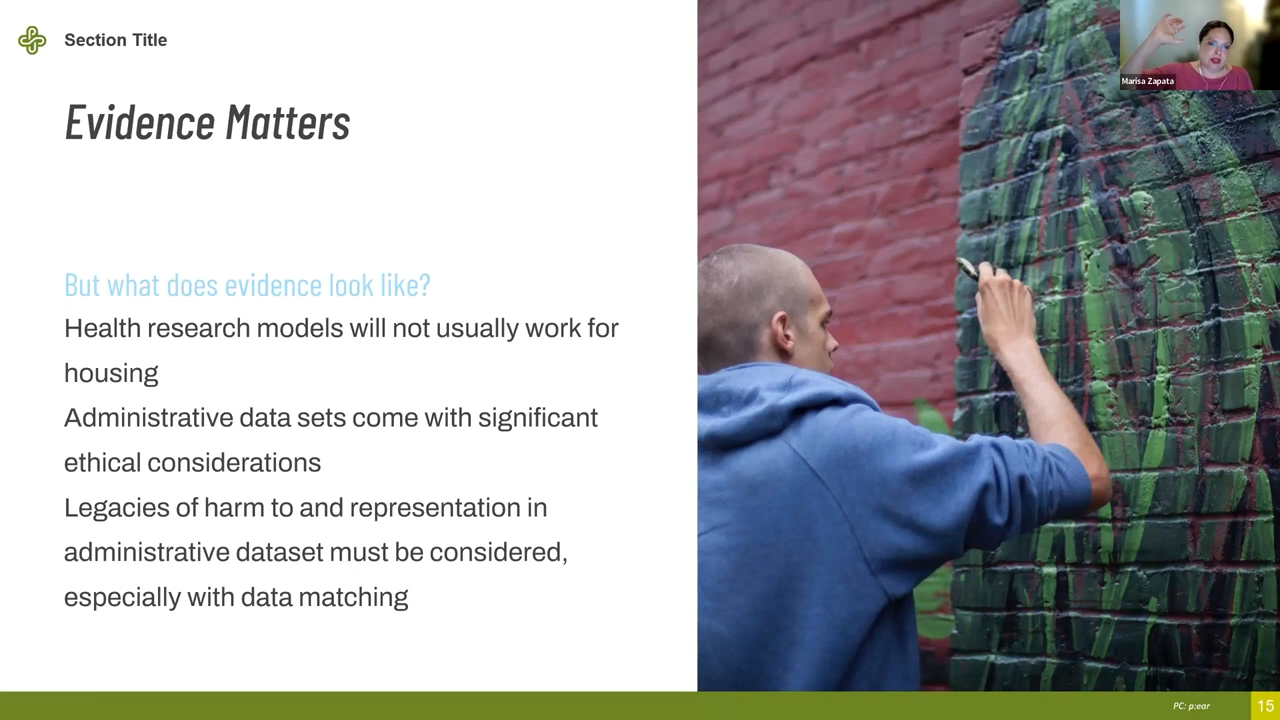 Section Title
Marisa Zapata
Evidence Matters
But what does evidence look like?
Health research models will not usually work for
housing
Administrative data sets come with significant
ethical considerations
Legacies of harm to and representation in
administrative dataset must be considered,
especially with data matching
PC: p:ear
15